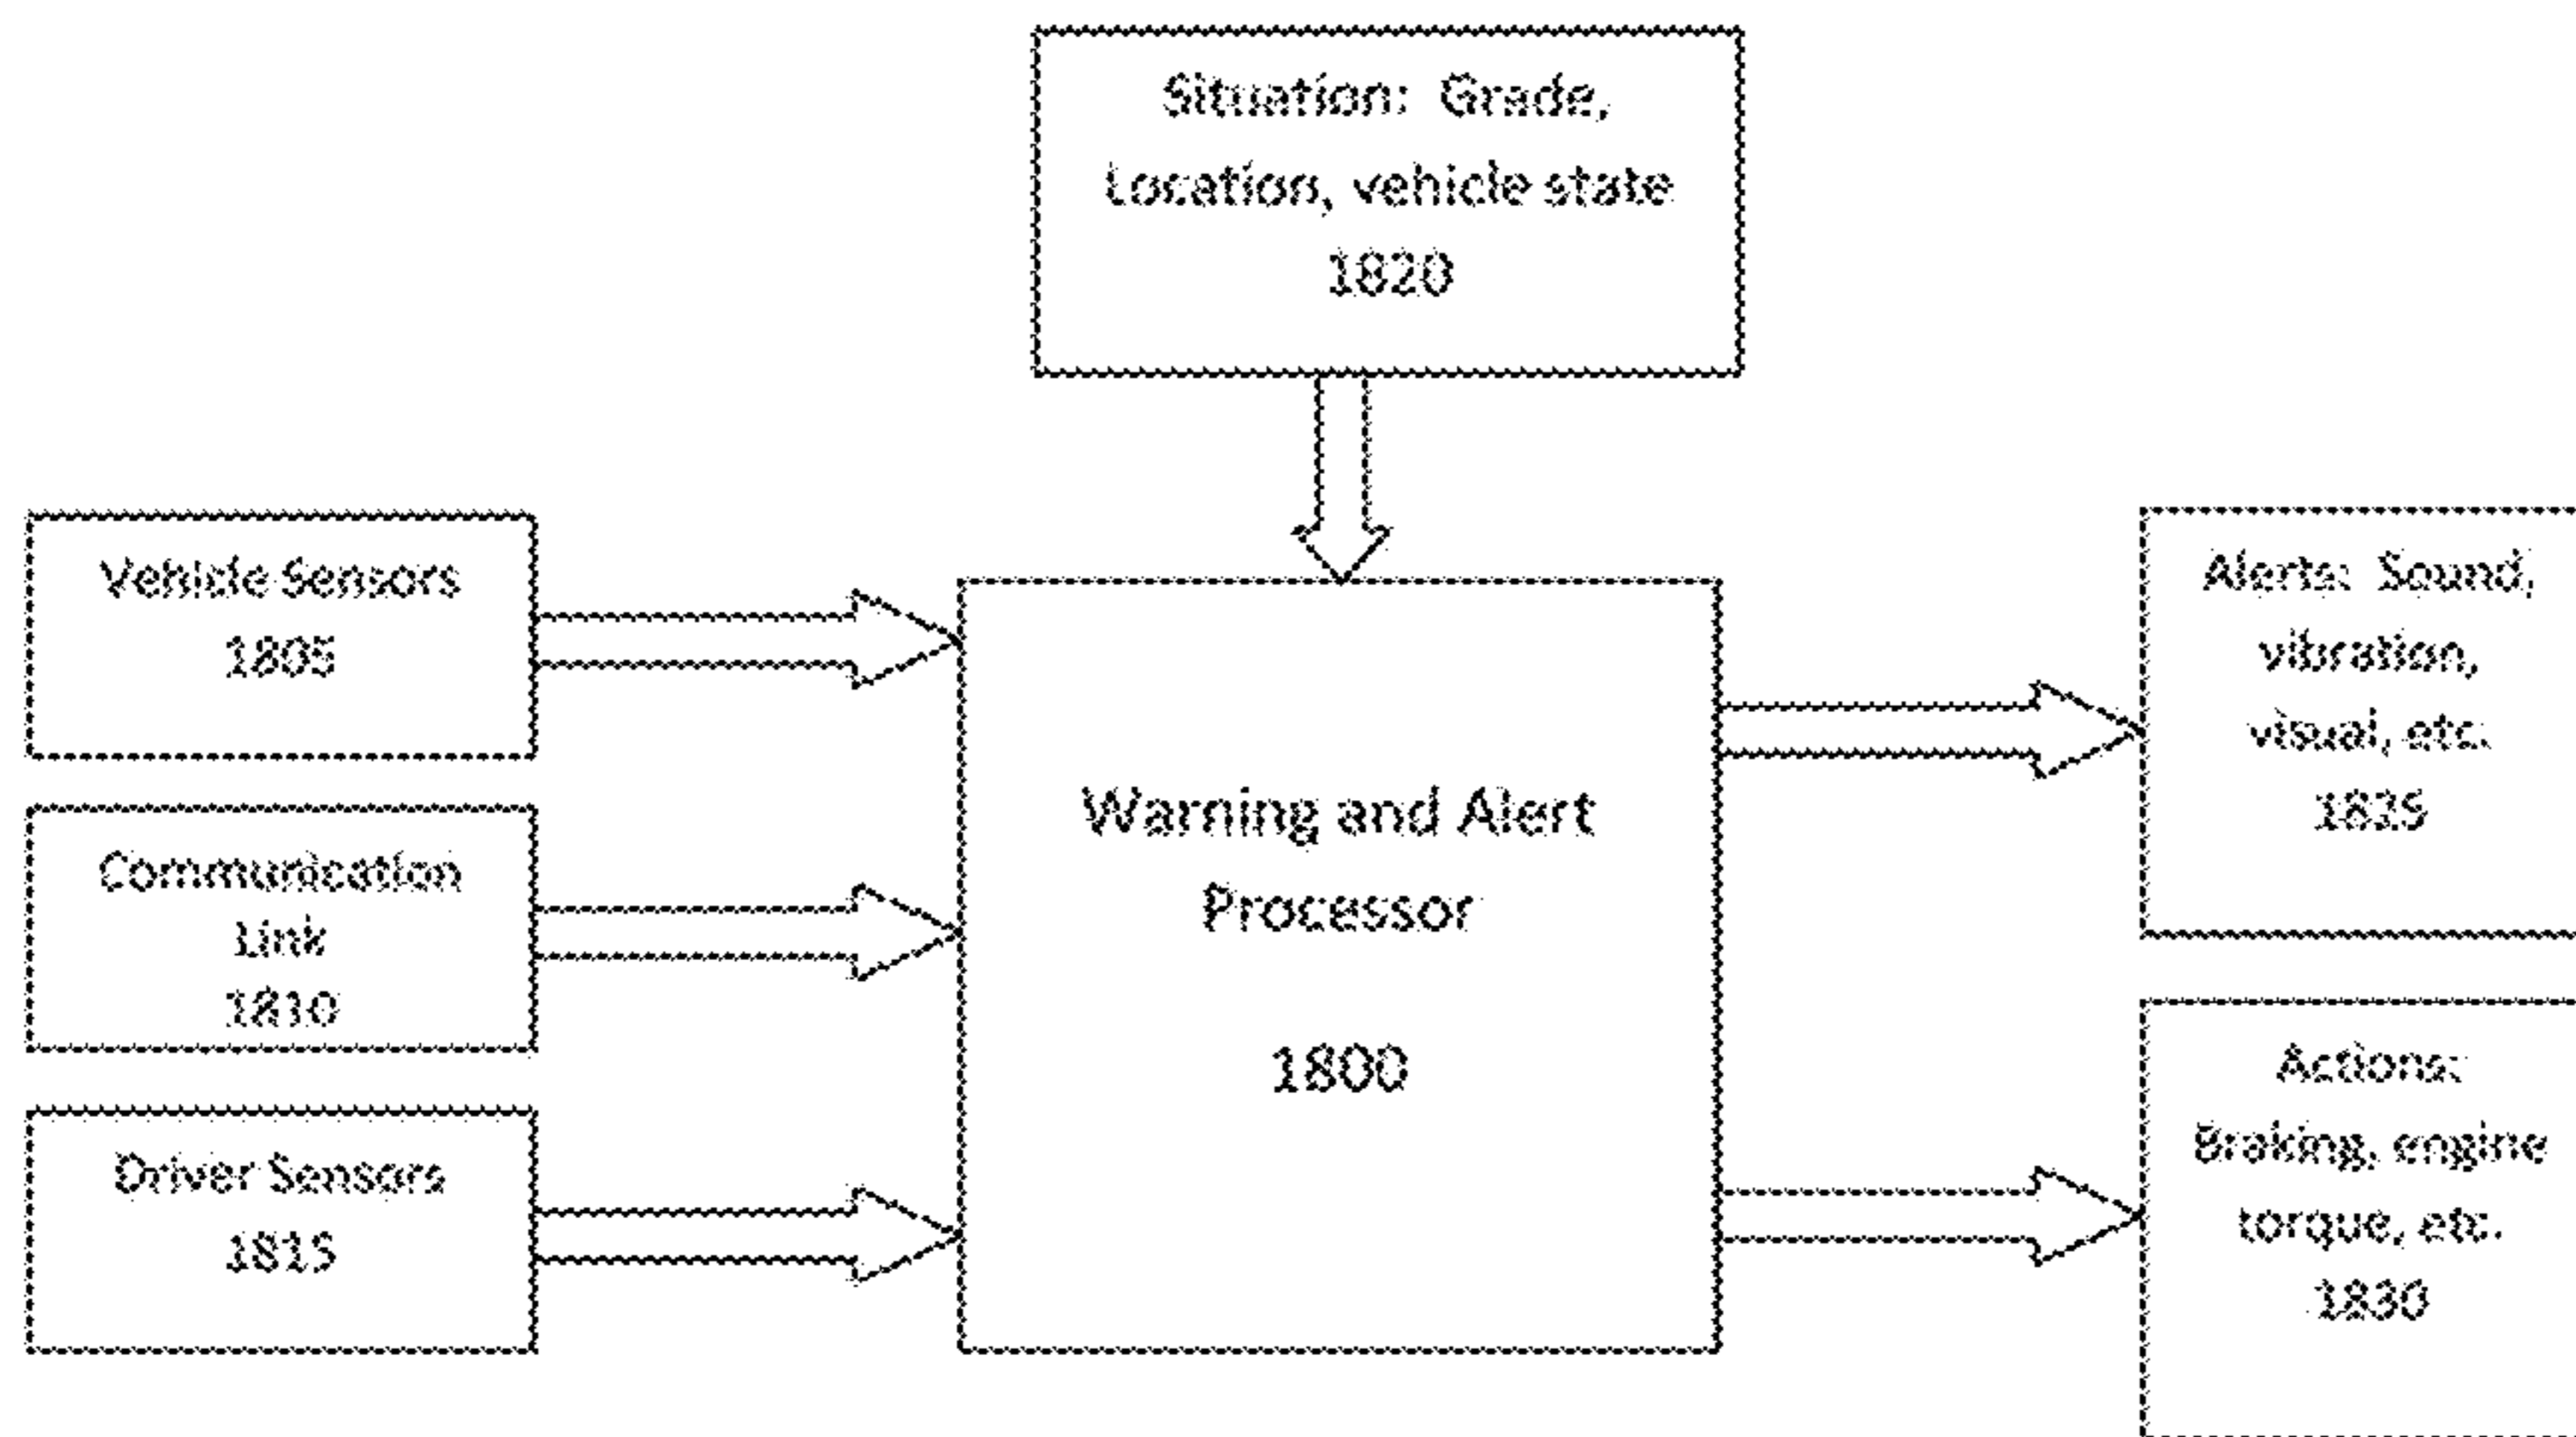 Situation: Grade,
Location, vehicle state
1820
Vehicle Sensors
1805
Communication
Link
1810
Driver Sensors
1815
Warning and Alert
Processor
1800
Alerts: Sound,
vibration,
visual, etc.
1825
Actions:
Braking, engine
torque, etc.
1830